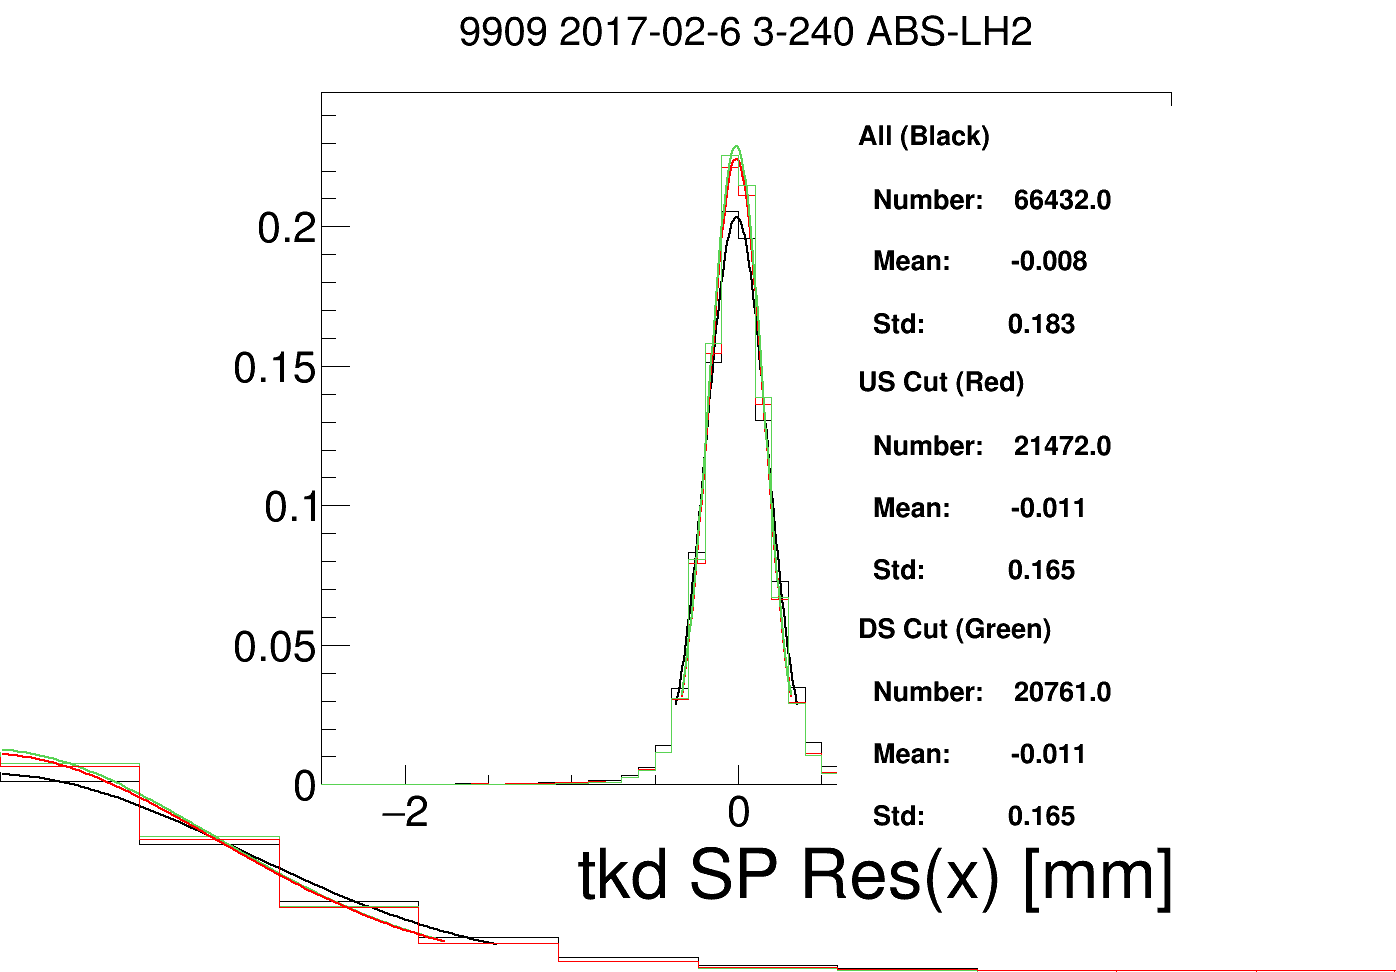 9909 2017-02-6 3-240 ABS-LH2
All (Black)
Number: 66432.0
Mean: -0.008
Std: 0.183
US Cut (Red)
Number: 21472.0
Mean: -0.011
Std: 0.165
DS Cut (Green)
Number: 20761.0
Mean: -0.011
Std: 0.165
0.2
0.15
0.1
0.05
0
−2 0
tkd SP Res(x) [mm]